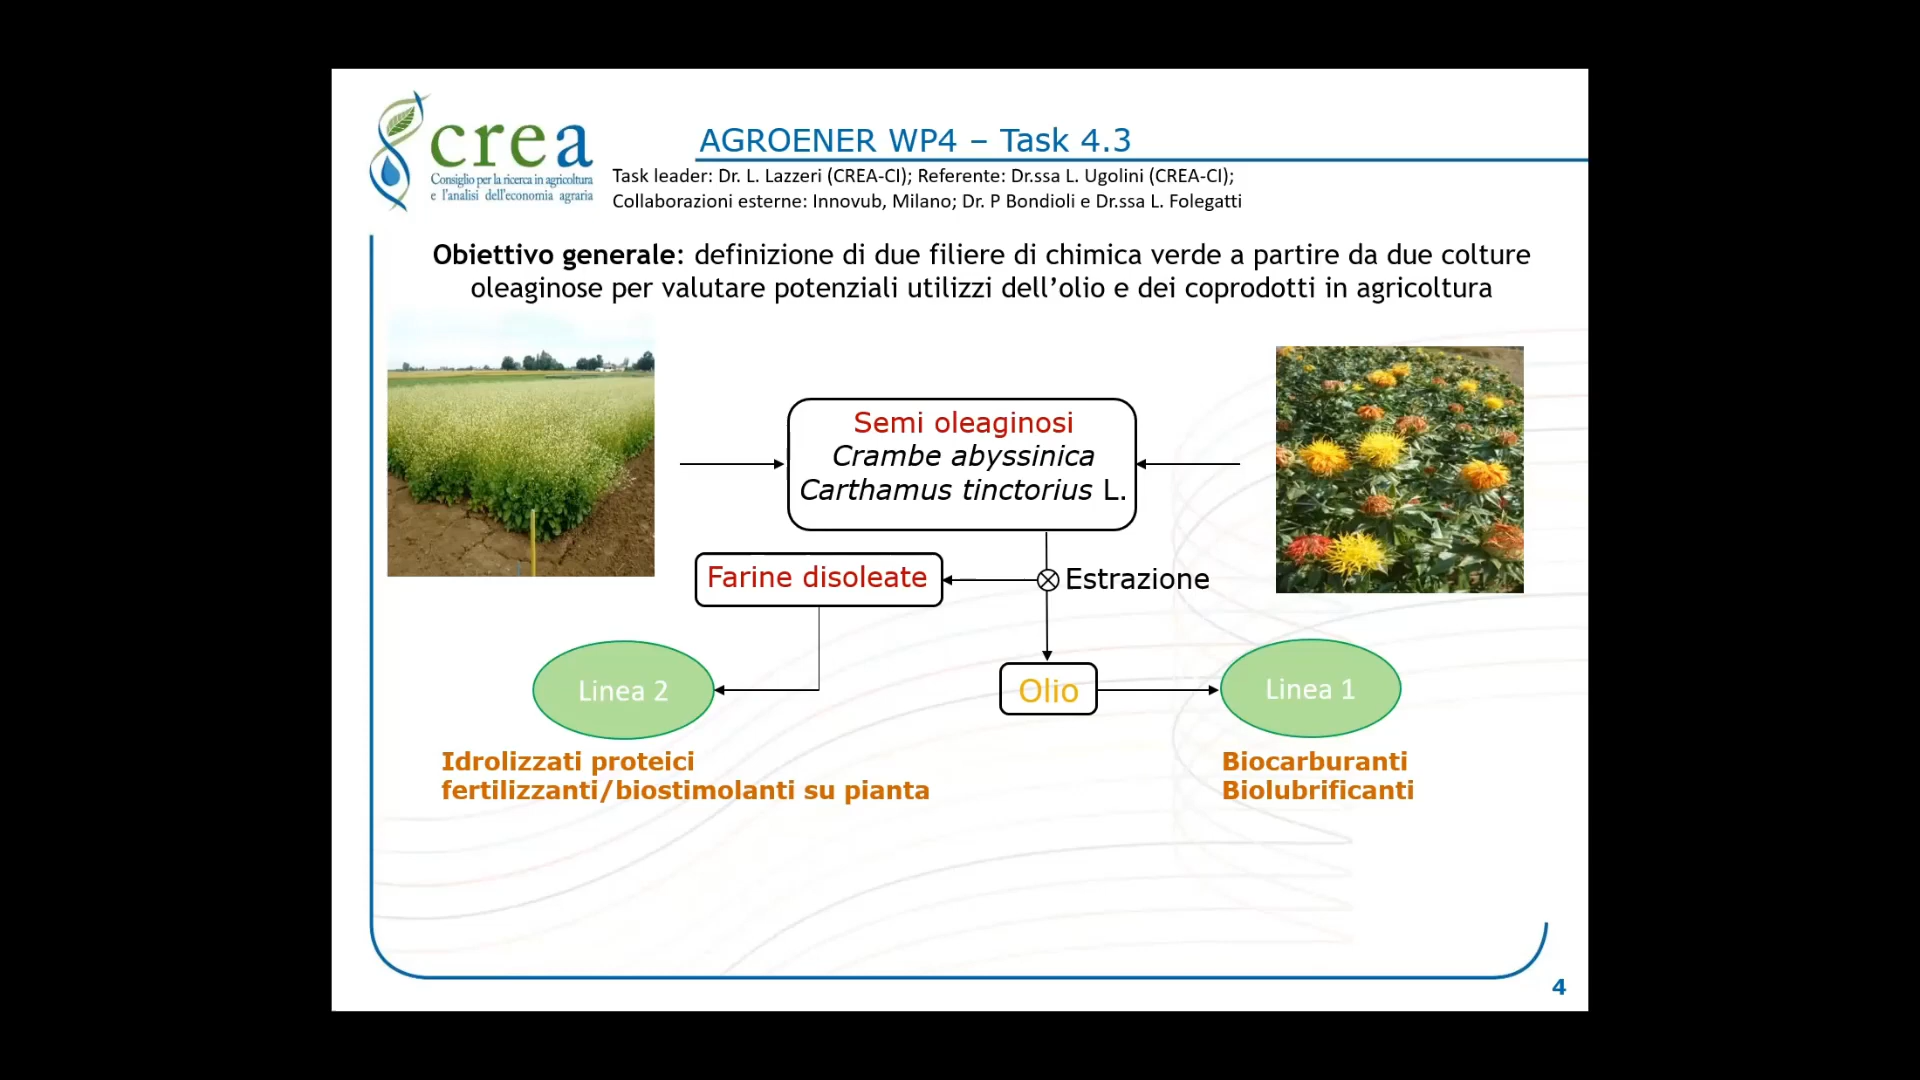 crea
Consiglio per la ricerca in agricoltura
e l'analisi dell'economia agraria
AGROENER WP4 – Task 4.3
Task leader: Dr. L. Lazzeri (CREA-CI); Referente: Dr.ssa L. Ugolini (CREA-CI);
Collaborazioni esterne: Innovub, Milano; Dr. P Bondioli e Dr.ssa L. Folegatti
Obiettivo generale: definizione di due filiere di chimica verde a partire da due colture
oleaginose per valutare potenziali utilizzi dell’olio e dei coprodotti in agricoltura
Semi oleaginosi
Crambe abyssinica
Carthamus tinctorius L.
Farine disoleate
Estrazione
Linea 2
Olio
Linea 1
Idrolizzati proteici
fertilizzanti/biostimolanti su pianta
Biocarburanti
Biolubrificanti
4